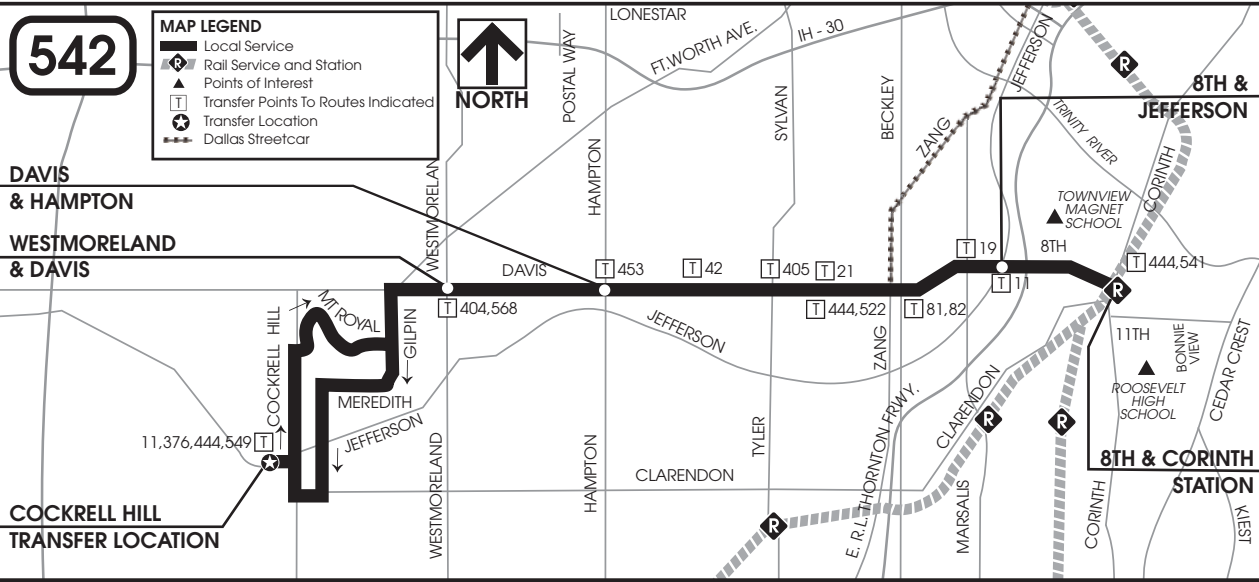 542
MAP LEGEND
Local Service
R
Rail Service and Station
Points of Interest
T
Transfer Points To Routes Indicated
Transfer Location
Dallas Streetcar
NORTH
LONESTAR
POSTAL WAY
FT. WORTH AVE.
IH - 30
HAMPTON
SYLVAN
BECKLEY
ZANG
JEFFERSON
R
8TH &
JEFFERSON
TRINITY RIVER
CORINTH
TOWNVIEW
MAGNET
SCHOOL
DAVIS
& HAMPTON
WESTMORELAN
WESTMORELAND
& DAVIS
DAVIS
T 453
T 42
T 405
T 21
T 19
8TH
T 11
T 444,541
T 404,568
T 444,522
T 81,82
R
COCKRELL HILL
MT ROYAL
GILPIN
MEREDITH
JEFFERSON
JEFFERSON
ZANG
11TH
BONNIE
VIEW
CEDAR CREST
ROOSEVELT
HIGH
SCHOOL
11,376,444,549 T
WESTMORELAND
HAMPTON
TYLER
CLARENDON
E. R.L. THORNTON FRWY.
CLARENDON
R
R
R
MARSALIS
CORINTH
KIEST
8TH & CORINTH
STATION
COCKRELL HILL
TRANSFER LOCATION